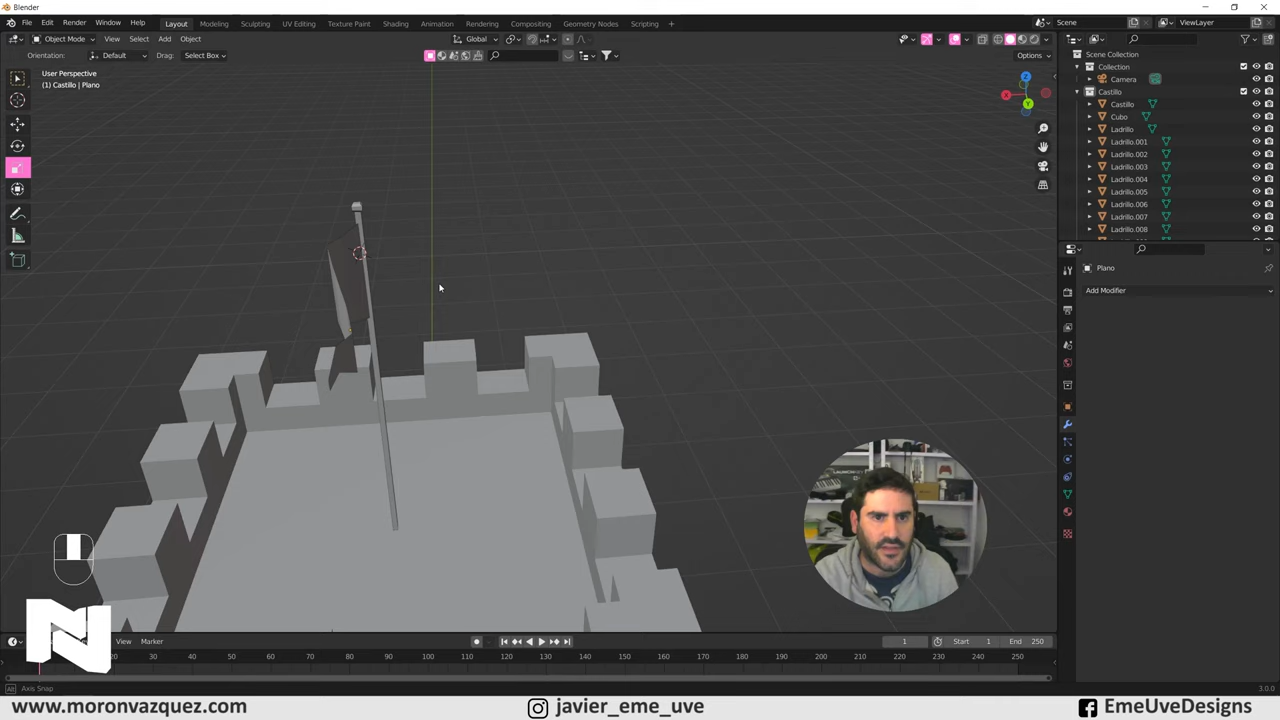 Blender
File Edit Render Window Help Layout Modeling Sculpting UV Editing Texture Paint Shading Animation Rendering Compositing Geometry Nodes Scripting + Scene ViewLayer
Object Mode View Select Add Object Global
Orientation: Default Drag: Select Box Options
User Perspective
(1) Castillo | Plano
X Y Z
Scene Collection
Collection
Camera
Castillo
Castillo
Cubo
Ladrillo
Ladrillo.001
Ladrillo.002
Ladrillo.003
Ladrillo.004
Ladrillo.005
Ladrillo.006
Ladrillo.007
Ladrillo.008
Plano
Add Modifier
View Marker 1 Start 1 End 250
20 30 40 50 60 70 80 90 100 110 120 130 140 150 160 170 180 190 200 210 220 230 240 250
Axis Snap 3.0.0
www.moronvazquez.com javier_eme_uve EmeUveDesigns